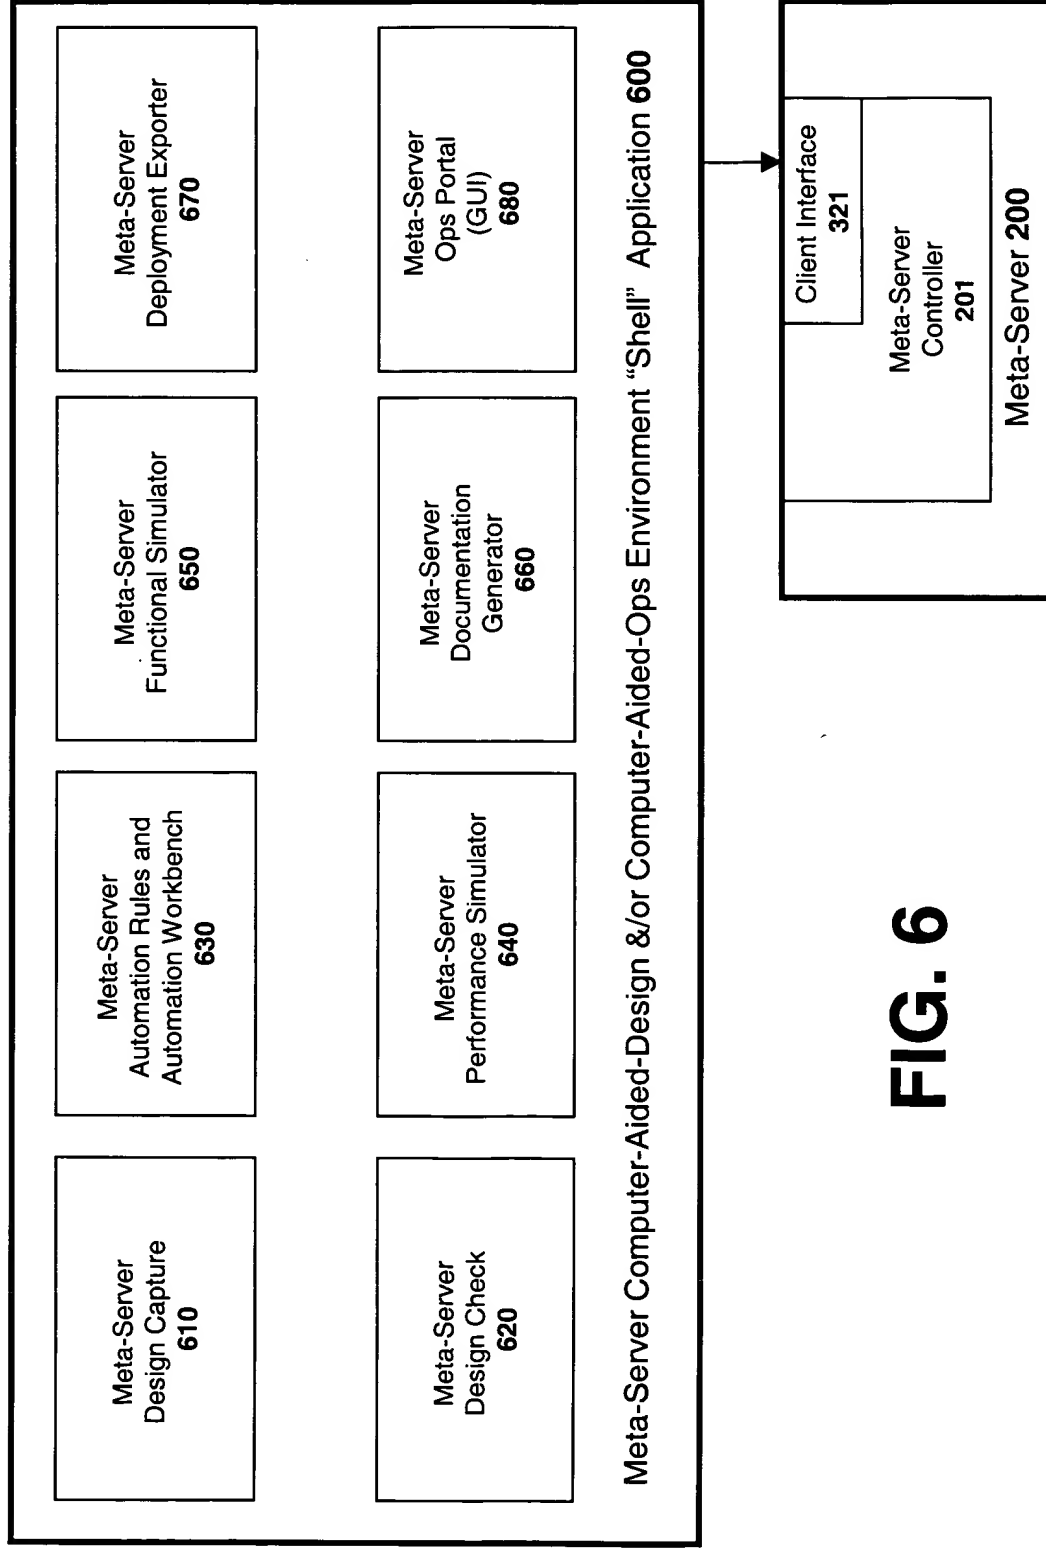 Meta-Server
Design Capture
610
Meta-Server
Automation Rules and
Automation Workbench
630
Meta-Server
Functional Simulator
650
Meta-Server
Deployment Exporter
670
Meta-Server
Design Check
620
Meta-Server
Performance Simulator
640
Meta-Server
Documentation
Generator
660
Meta-Server
Ops Portal
(GUI)
680
Meta-Server Computer-Aided-Design &/or Computer-Aided-Ops Environment “Shell” Application 600
Client Interface
321
Meta-Server
Controller
201
Meta-Server 200
FIG. 6